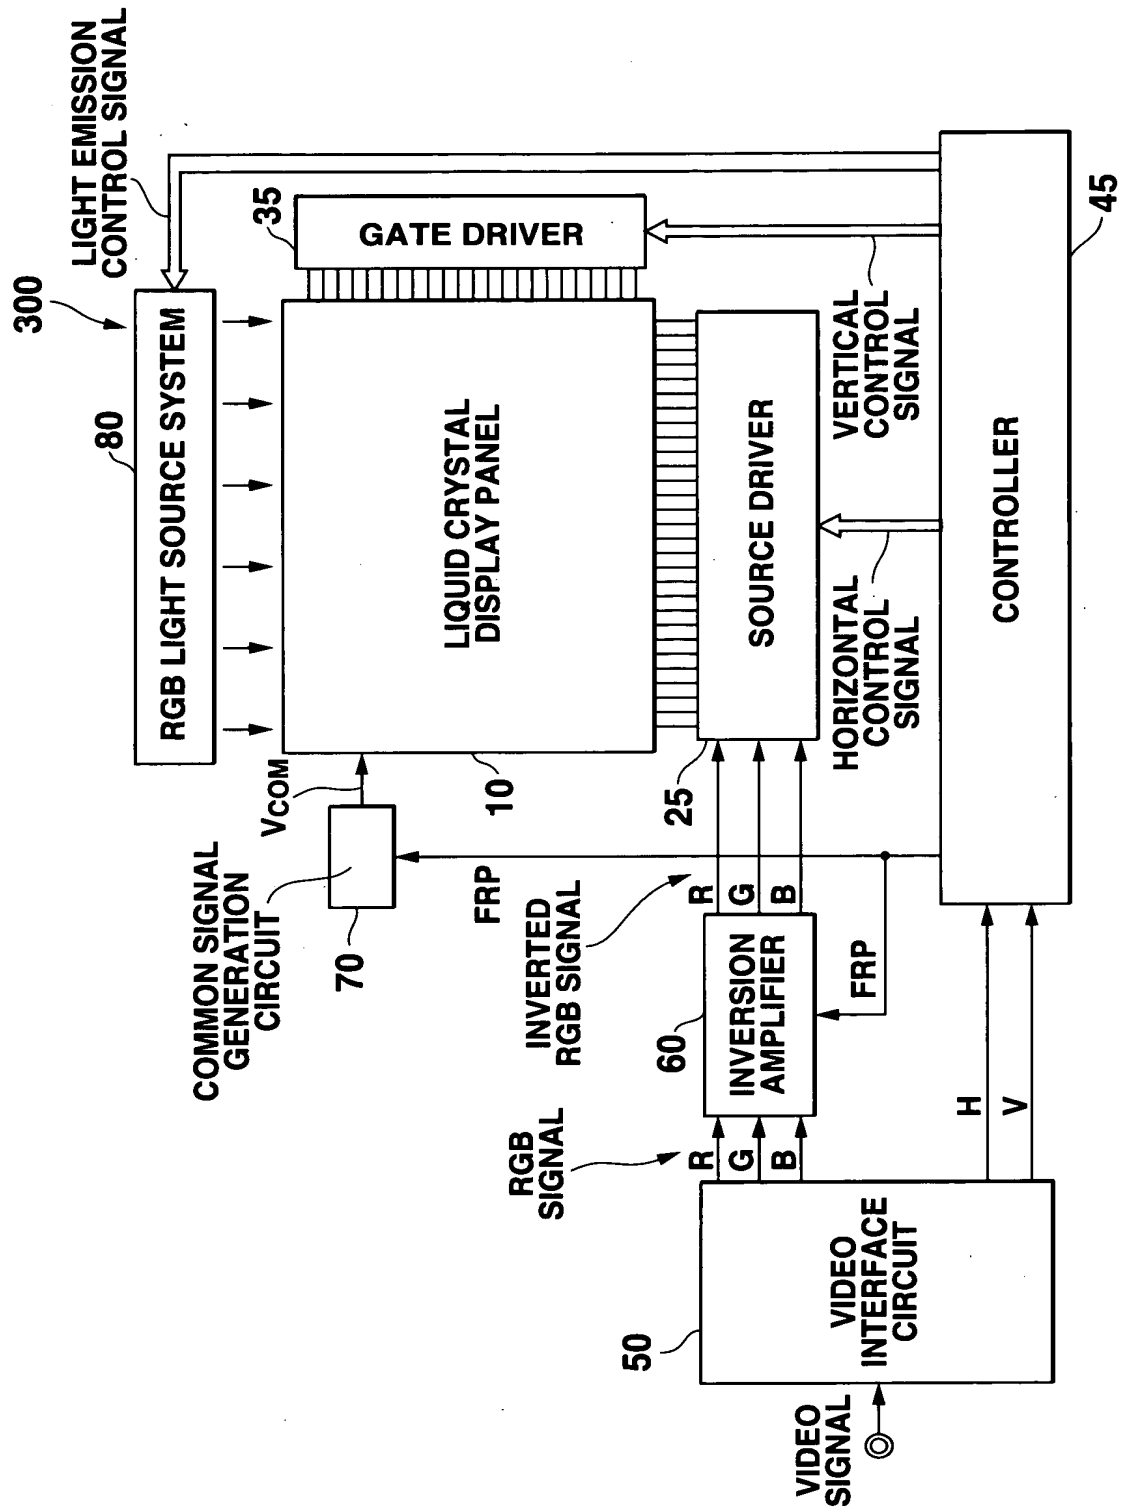 300
LIGHT EMISSION
CONTROL SIGNAL
80
RGB LIGHT SOURCE SYSTEM
35
GATE DRIVER
VCOM
LIQUID CRYSTAL
DISPLAY PANEL
10
COMMON SIGNAL
GENERATION
CIRCUIT
70
FRP
INVERTED
RGB SIGNAL
R
G
B
25
SOURCE DRIVER
RGB
SIGNAL
R
G
B
60
INVERSION
AMPLIFIER
FRP
HORIZONTAL
CONTROL
SIGNAL
VERTICAL
CONTROL
SIGNAL
50
VIDEO
INTERFACE
CIRCUIT
VIDEO
SIGNAL
H
V
CONTROLLER
45